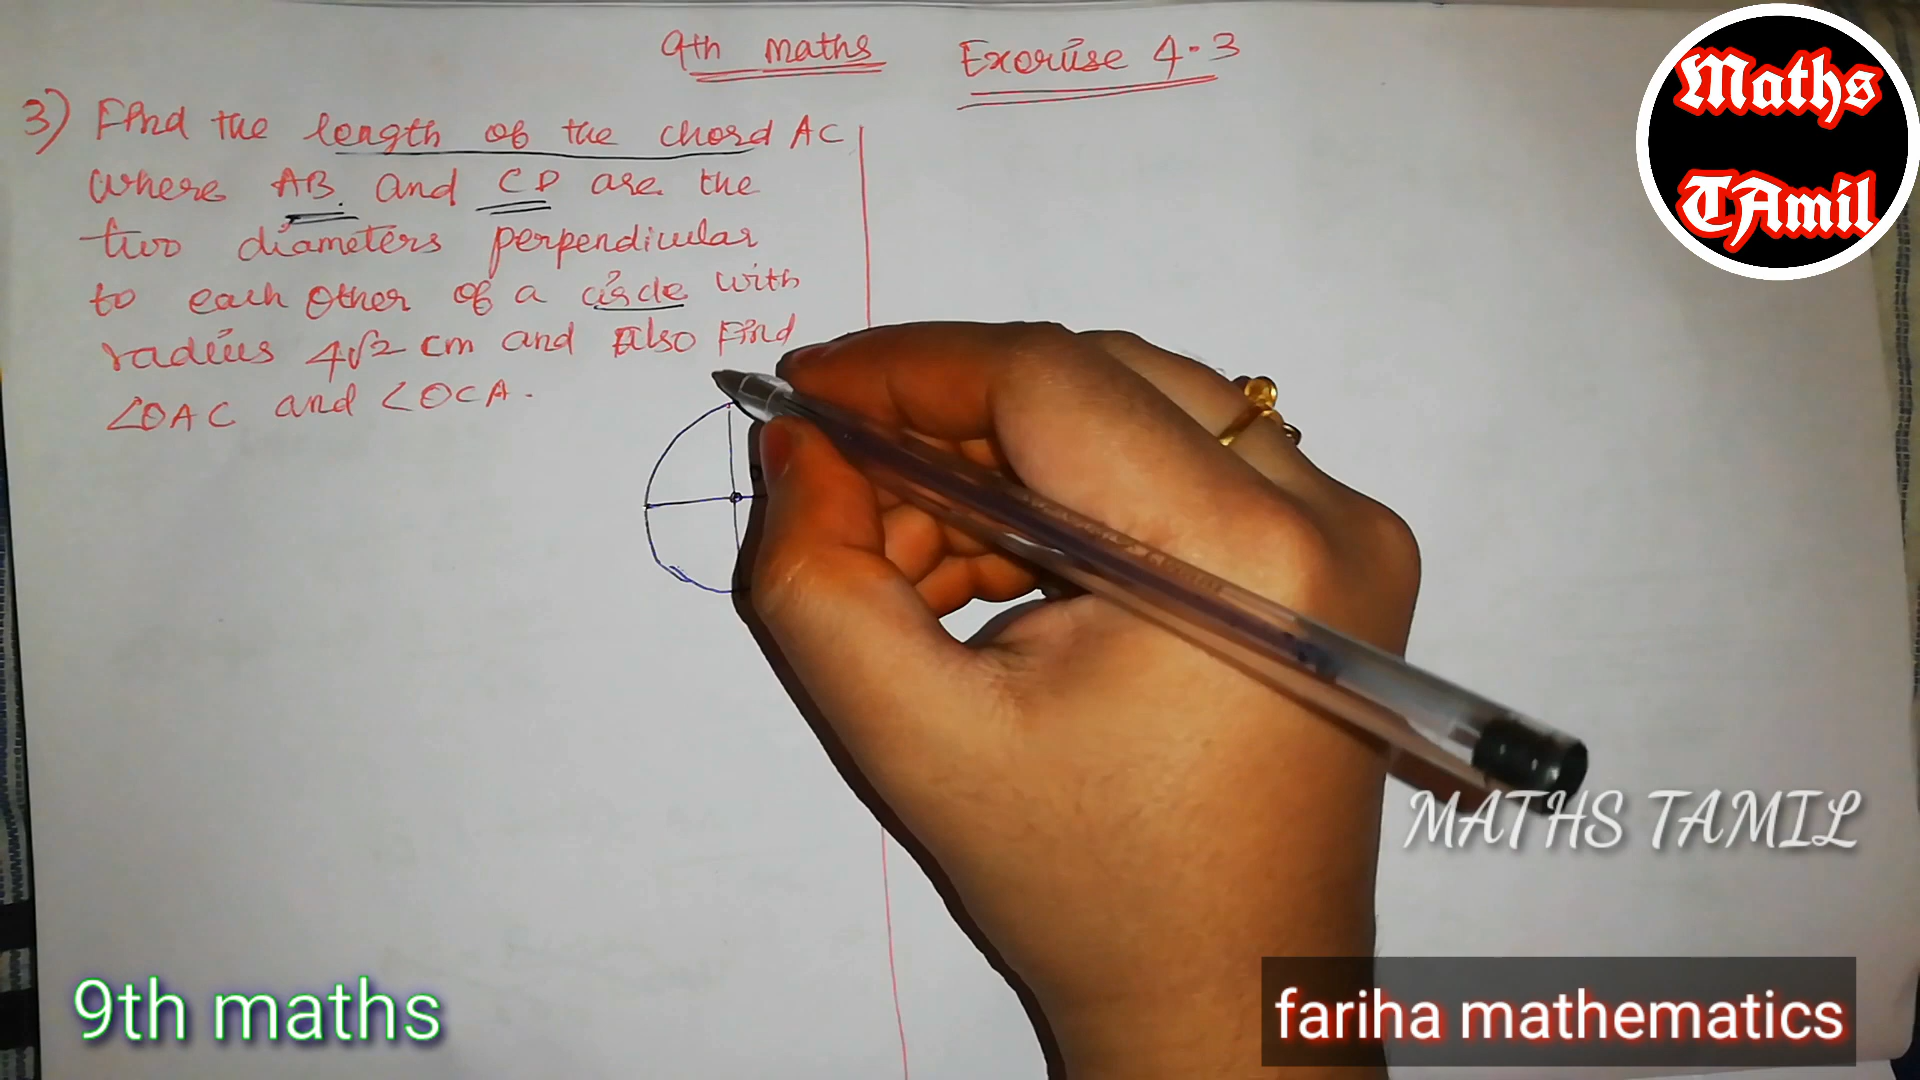 9th maths Exercise 4.3
3) Find the length of the chord AC
where AB and CD are the
two diameters perpendicular
to each other of a circle with
radius 4√2 cm and also Find
∠OAC and ∠OCA.
Maths
TAmil
MATHS TAMIL
9th maths
fariha mathematics